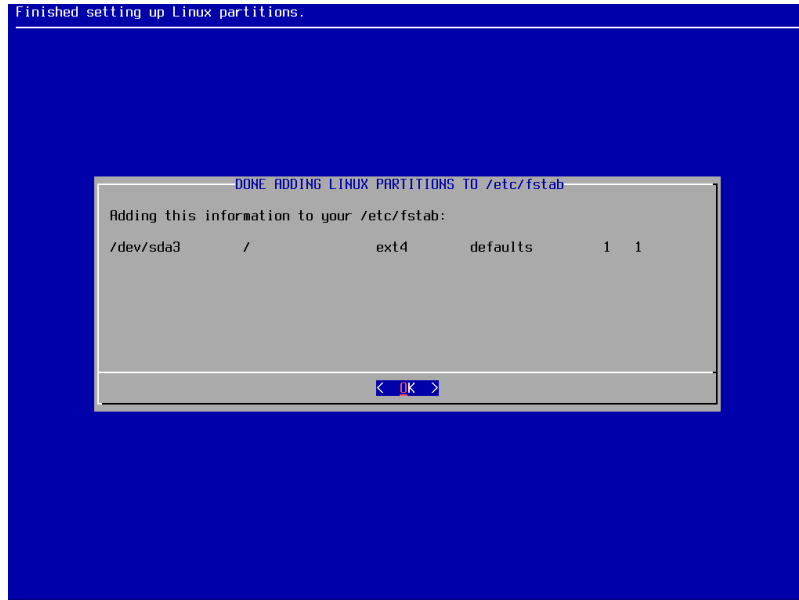 Finished setting up Linux partitions.
DONE ADDING LINUX PARTITIONS TO /etc/fstab
Adding this information to your /etc/fstab:
/dev/sda3 / ext4 defaults 1 1
< OK >